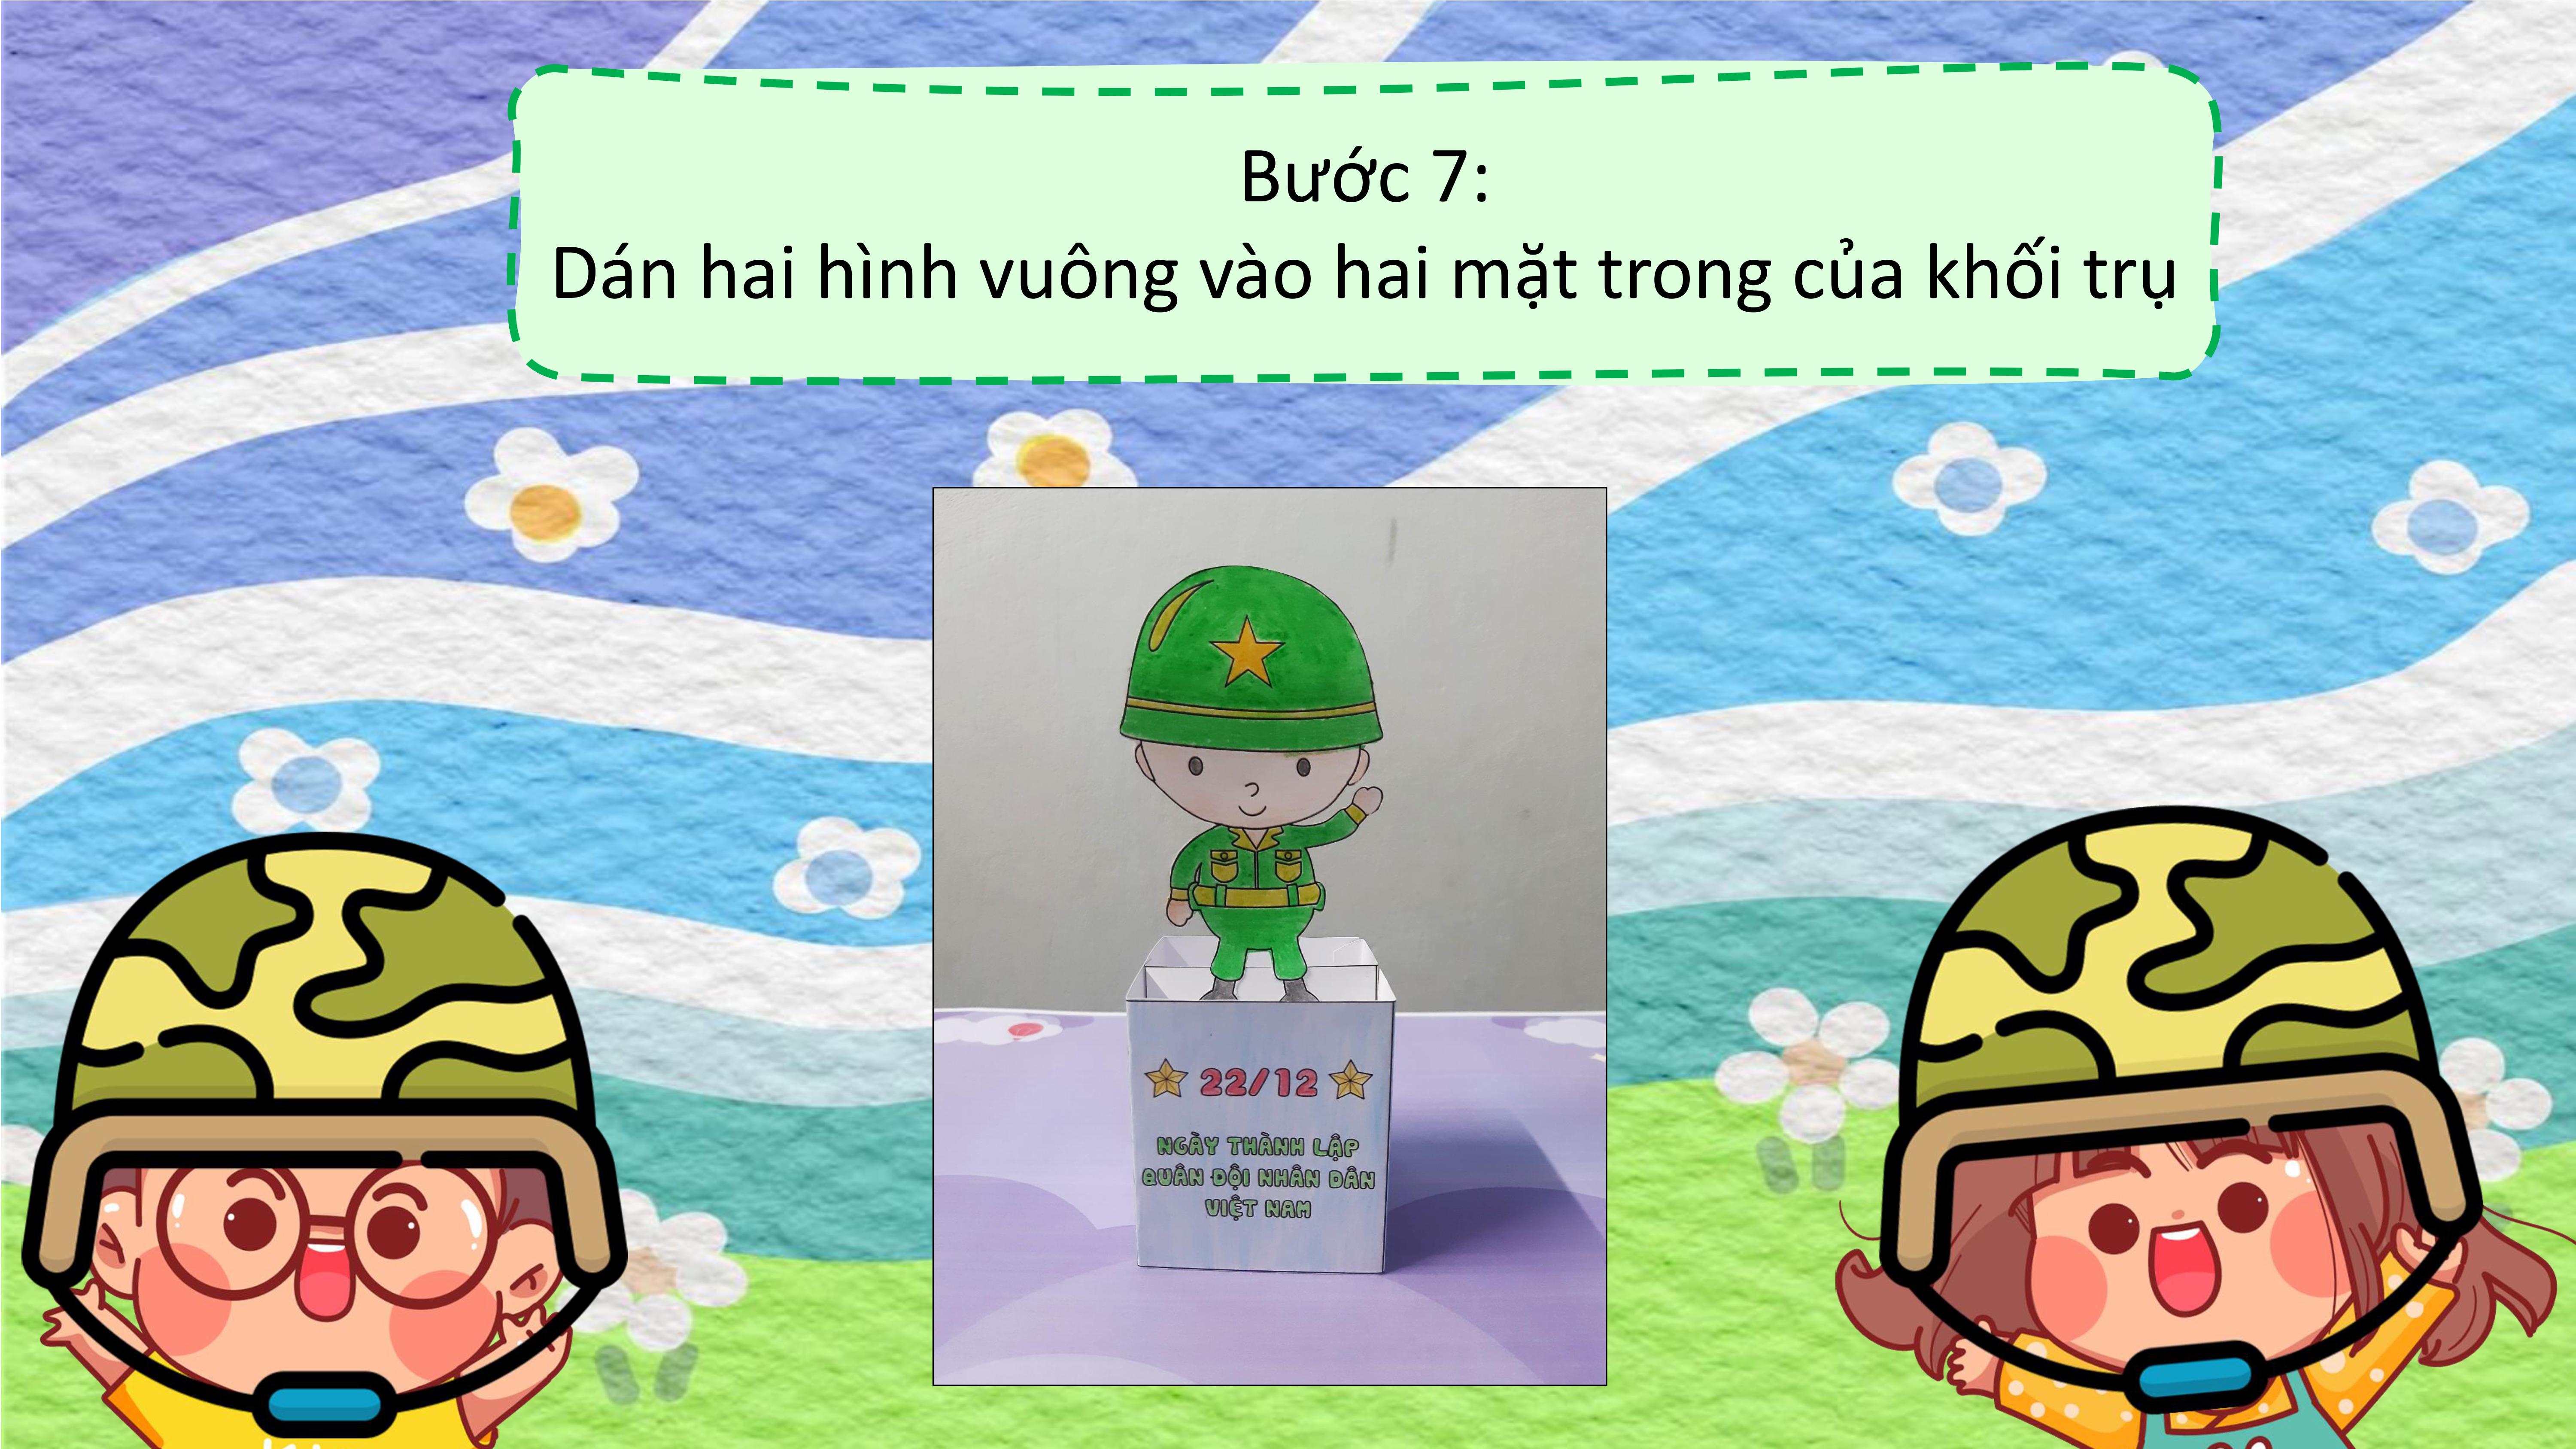 Bước 7:
Dán hai hình vuông vào hai mặt trong của khối trụ
22/12
NGÀY THÀNH LẬP
QUÂN ĐỘI NHÂN DÂN
VIỆT NAM